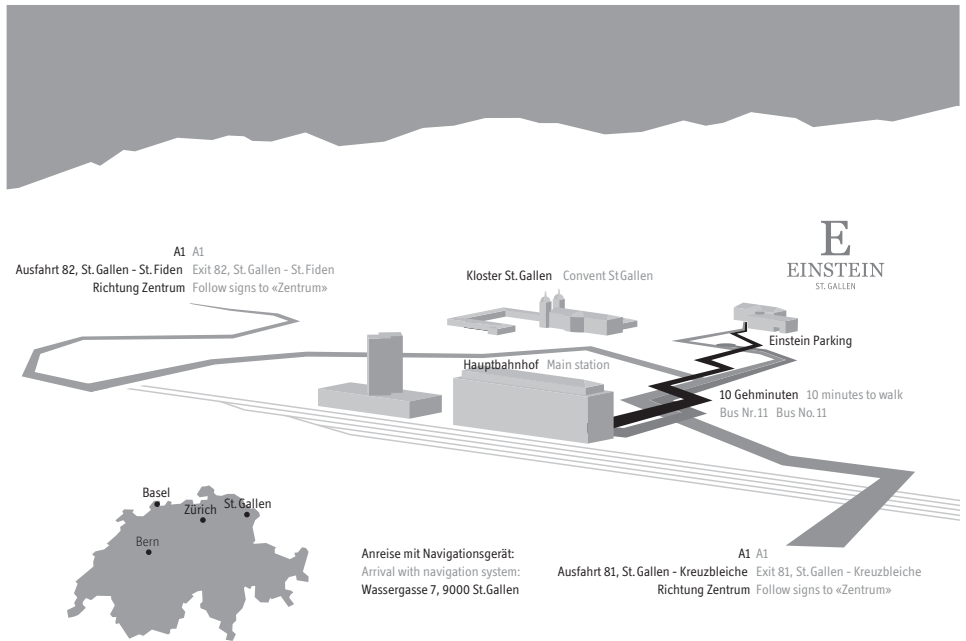 E
EINSTEIN
ST. GALLEN
A1 A1
Ausfahrt 82, St.Gallen - St.Fiden Exit 82, St.Gallen - St.Fiden
Richtung Zentrum Follow signs to «Zentrum»
Kloster St.Gallen Convent StGallen
Einstein Parking
Hauptbahnhof Main station
10 Gehminuten 10 minutes to walk
Bus Nr.11 Bus No.11
Basel
Zürich
St.Gallen
Bern
Anreise mit Navigationsgerät:
Arrival with navigation system:
Wassergasse 7, 9000 St.Gallen
A1 A1
Ausfahrt 81, St.Gallen - Kreuzbleiche Exit 81, St.Gallen - Kreuzbleiche
Richtung Zentrum Follow signs to «Zentrum»